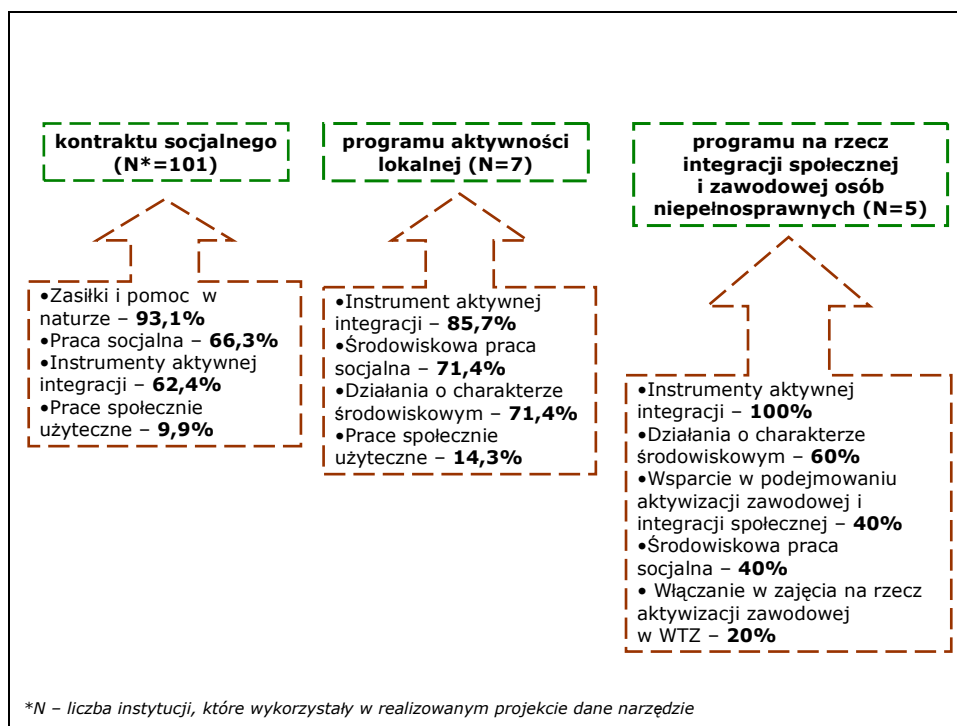 kontraktu socjalnego
(N*=101)
programu aktywności
lokalnej (N=7)
programu na rzecz
integracji społecznej
i zawodowej osób
niepełnosprawnych (N=5)
•Zasiłki i pomoc w
naturze – 93,1%
•Praca socjalna – 66,3%
•Instrumenty aktywnej
integracji – 62,4%
•Prace społecznie
użyteczne – 9,9%
•Instrument aktywnej
integracji – 85,7%
•Środowiskowa praca
socjalna – 71,4%
•Działania o charakterze
środowiskowym – 71,4%
•Prace społecznie
użyteczne – 14,3%
•Instrumenty aktywnej
integracji – 100%
•Działania o charakterze
środowiskowym – 60%
•Wsparcie w podejmowaniu
aktywizacji zawodowej i
integracji społecznej – 40%
•Środowiskowa praca
socjalna – 40%
• Włączanie w zajęcia na rzecz
aktywizacji zawodowej
w WTZ – 20%
*N – liczba instytucji, które wykorzystały w realizowanym projekcie dane narzędzie